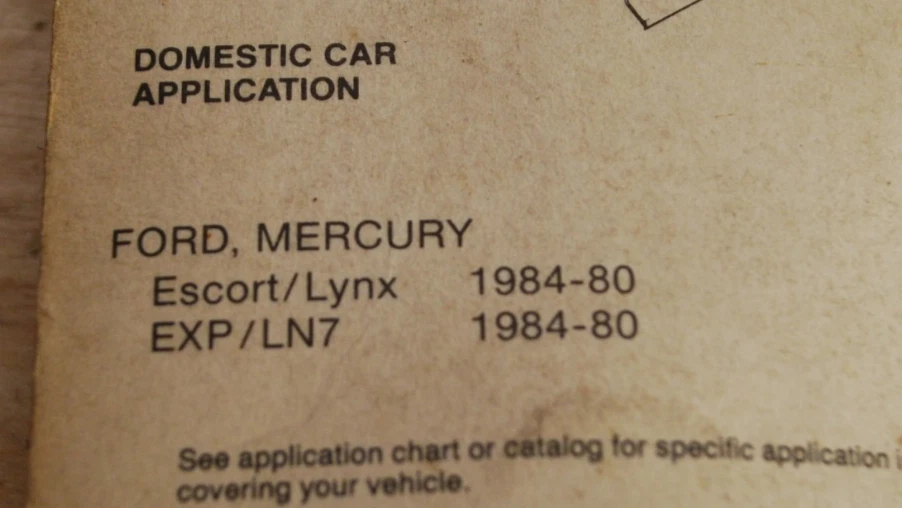 DOMESTIC CAR
APPLICATION
FORD, MERCURY
Escort/Lynx 1984-80
EXP/LN7 1984-80
See application chart or catalog for specific application
covering your vehicle.